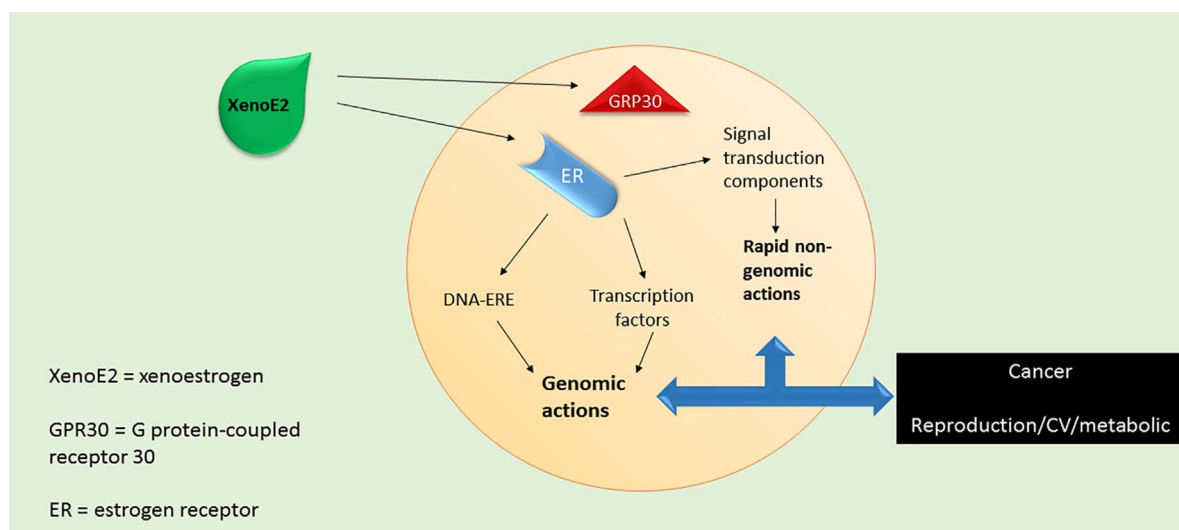 XenoE2
GRP30
ER
Signal
transduction
components
Rapid non-
genomic
actions
DNA-ERE
Transcription
factors
Genomic
actions
Cancer
Reproduction/CV/metabolic
XenoE2 = xenoestrogen
GPR30 = G protein-coupled
receptor 30
ER = estrogen receptor